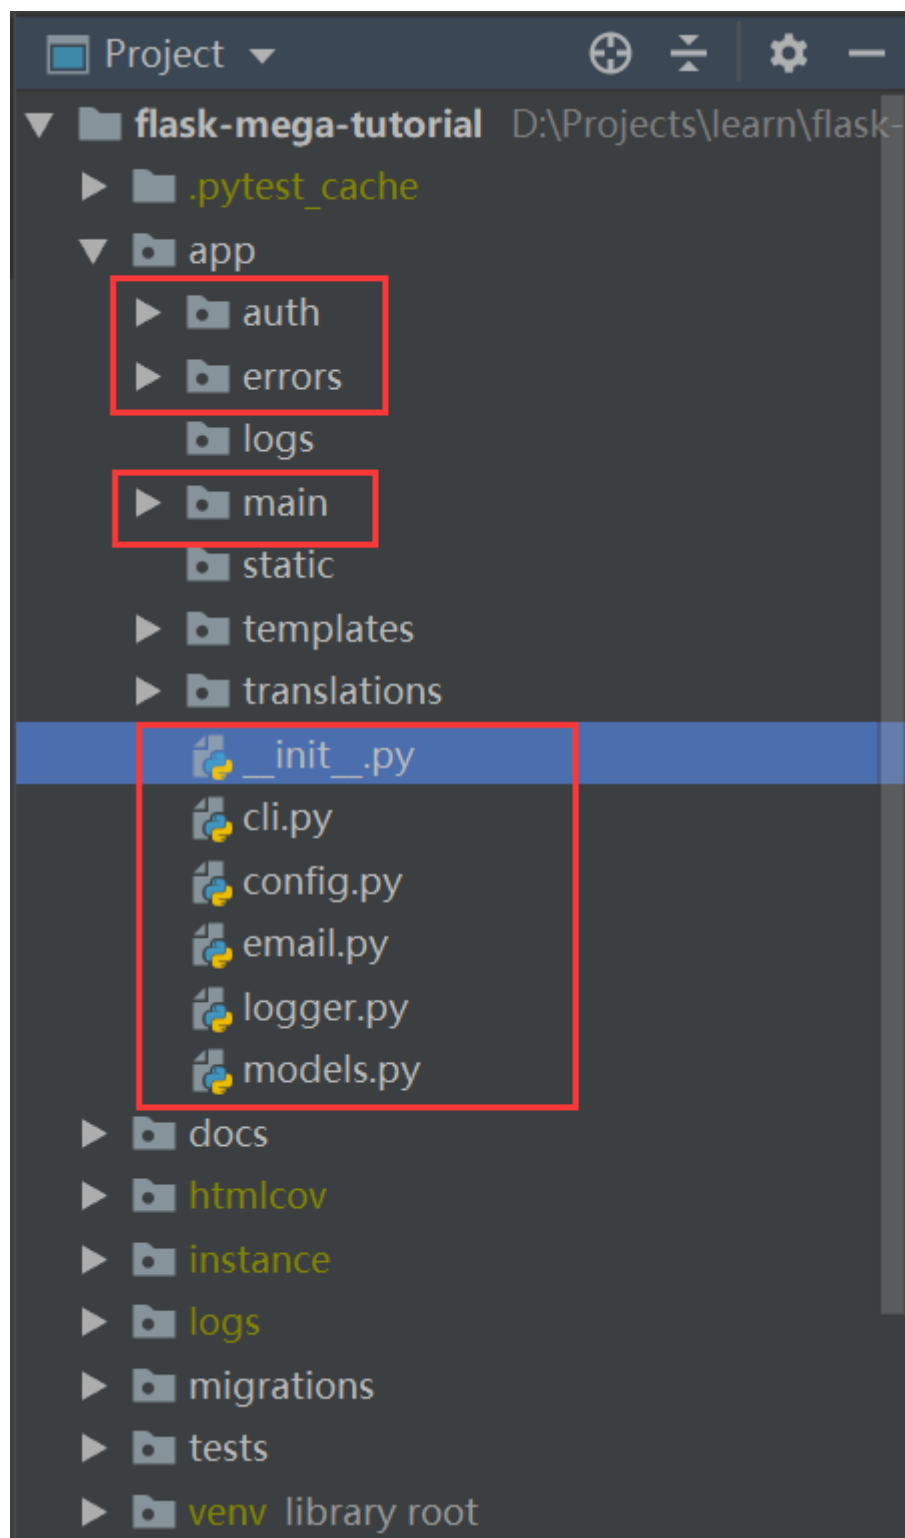 Project
flask-mega-tutorial D:\Projects\learn\flask-
.pytest_cache
app
auth
errors
logs
main
static
templates
translations
__init__.py
cli.py
config.py
email.py
logger.py
models.py
docs
htmlcov
instance
logs
migrations
tests
venv library root